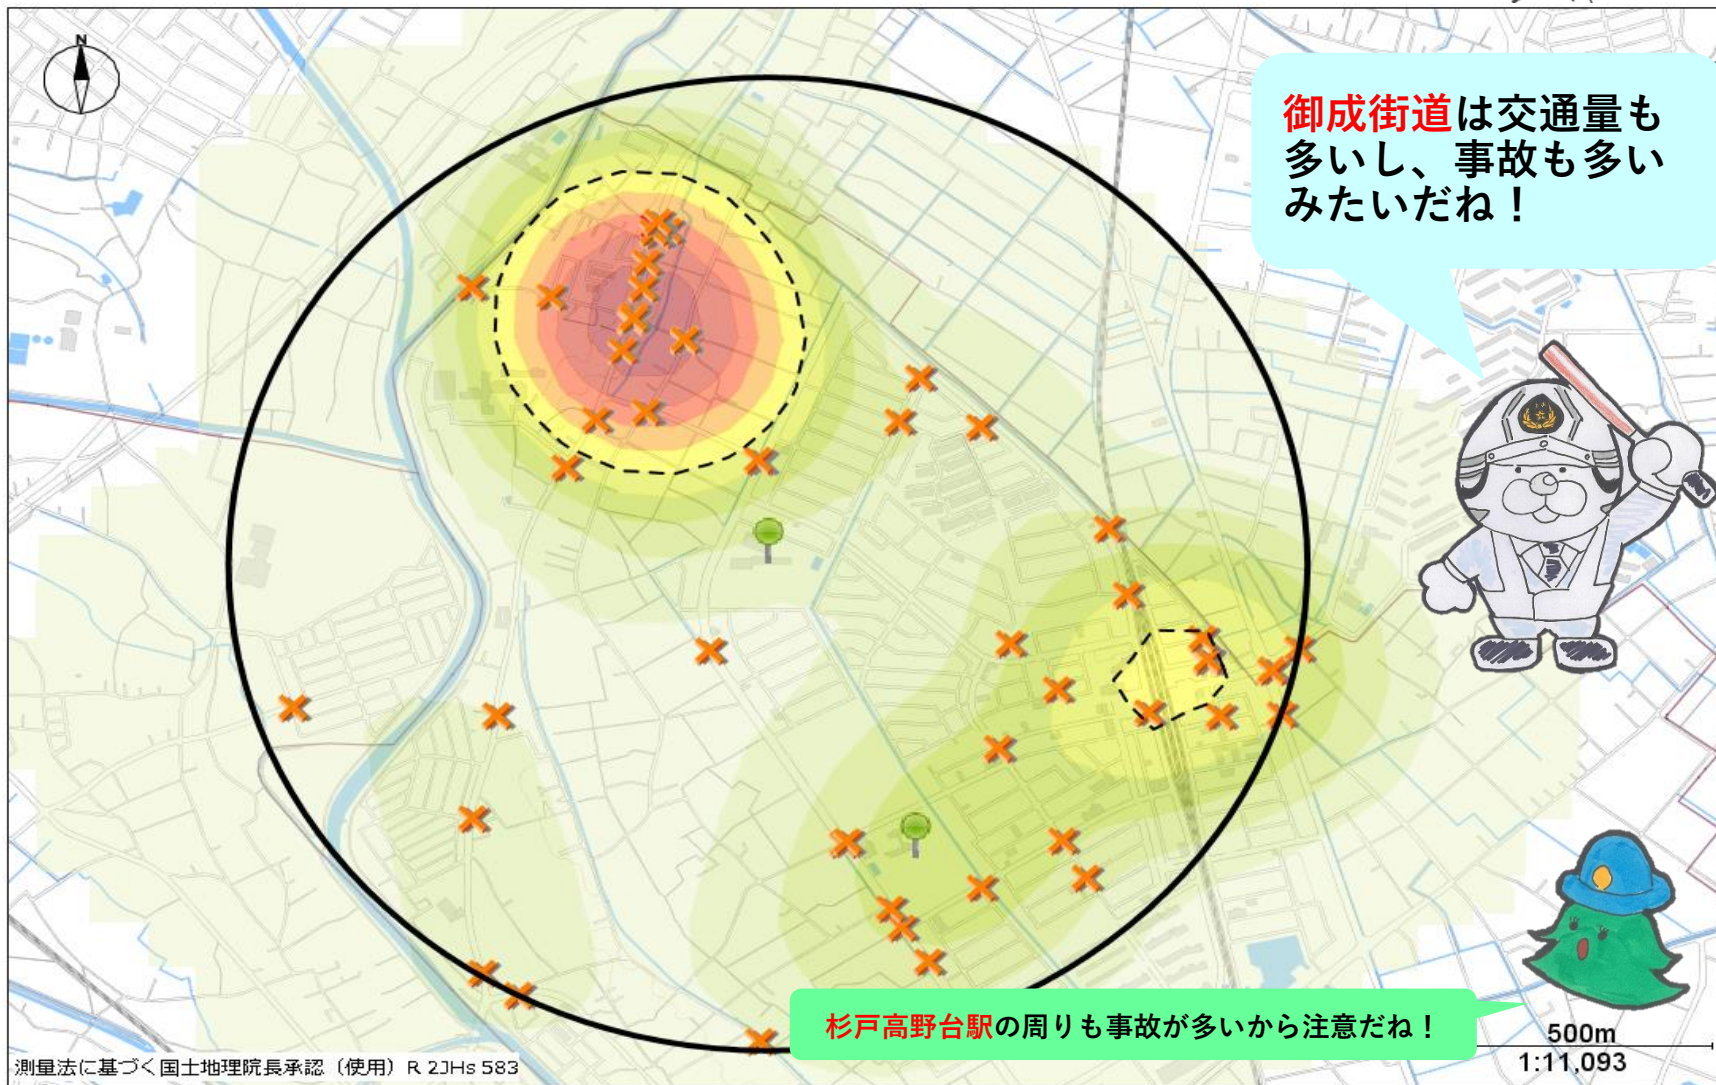 N
御成街道は交通量も
多いし、事故も多い
みたいだね！
杉戸高野台駅の周りも事故が多いから注意だね！
500m
1:11,093
測量法に基づく国土地理院長承認（使用）R 2JHs 583